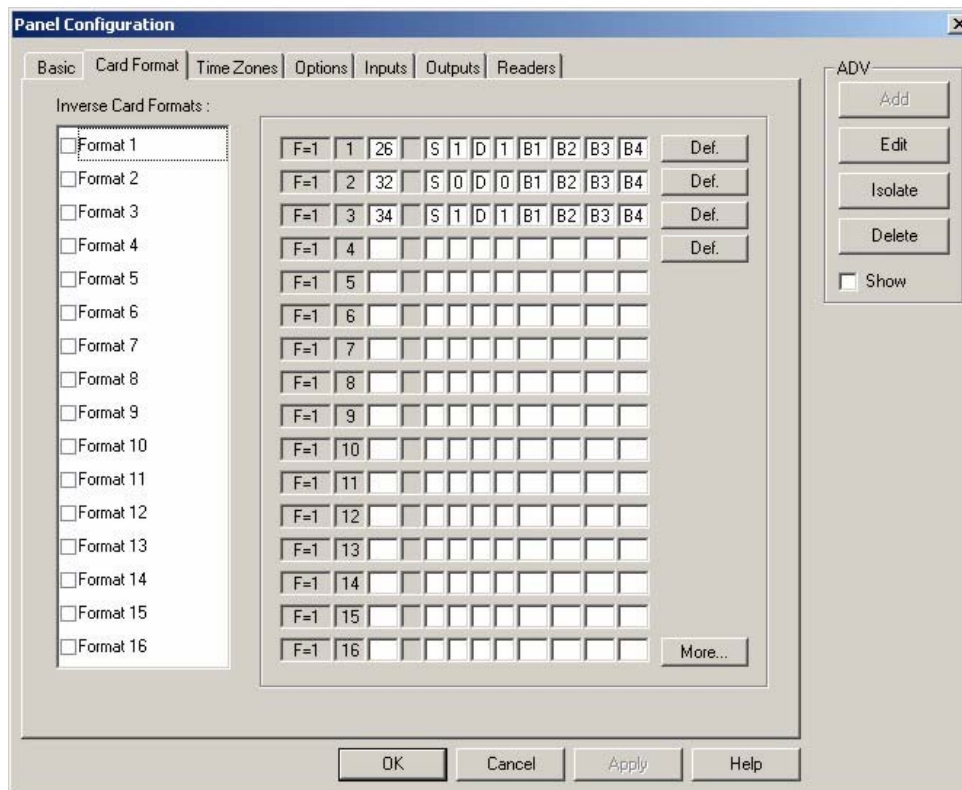 Panel Configuration
Basic Card Format Time Zones Options Inputs Outputs Readers
Inverse Card Formats :
Format 1
Format 2
Format 3
Format 4
Format 5
Format 6
Format 7
Format 8
Format 9
Format 10
Format 11
Format 12
Format 13
Format 14
Format 15
Format 16
F=1 1 26 S 1 D 1 B1 B2 B3 B4 Def.
F=1 2 32 S 0 D 0 B1 B2 B3 B4 Def.
F=1 3 34 S 1 D 1 B1 B2 B3 B4 Def.
F=1 4 Def.
F=1 5
F=1 6
F=1 7
F=1 8
F=1 9
F=1 10
F=1 11
F=1 12
F=1 13
F=1 14
F=1 15
F=1 16 More...
ADV
Add
Edit
Isolate
Delete
Show
OK Cancel Apply Help